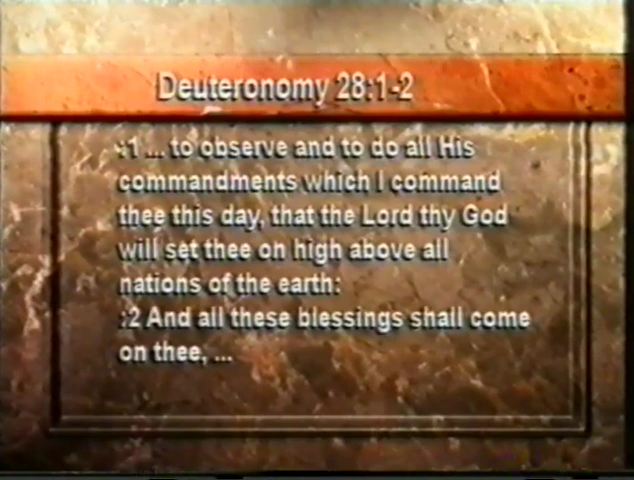 Deuteronomy 28:1-2
:1 ... to observe and to do all His
commandments which I command
thee this day, that the Lord thy God
will set thee on high above all
nations of the earth:
:2 And all these blessings shall come
on thee, ...